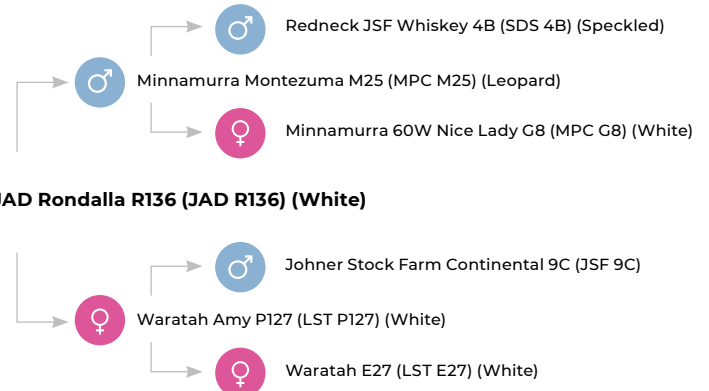 Redneck JSF Whiskey 4B (SDS 4B) (Speckled)
Minnamurra Montezuma M25 (MPC M25) (Leopard)
Minnamurra 60W Nice Lady G8 (MPC G8) (White)
JAD Rondalla R136 (JAD R136) (White)
Johner Stock Farm Continental 9C (JSF 9C)
Waratah Amy P127 (LST P127) (White)
Waratah E27 (LST E27) (White)